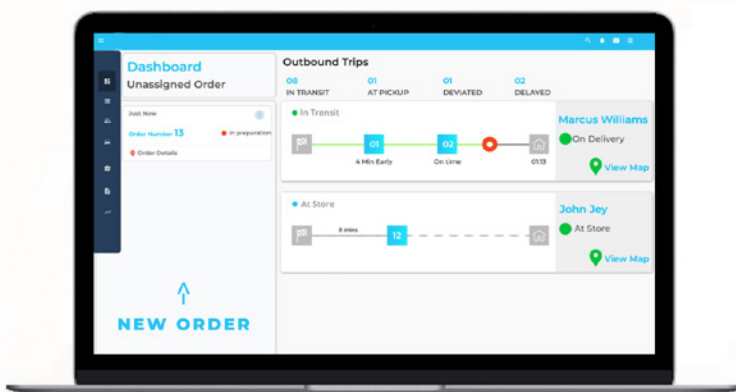 Dashboard
Unassigned Order
Just Now
Order Number 13
In preparation
Order Details
NEW ORDER
Outbound Trips
08
IN TRANSIT
01
AT PICKUP
01
DEVIATED
02
DELAYED
In Transit
01
02
4 Min Early
On time
01:13
Marcus Williams
On Delivery
View Map
At Store
8 mins
12
John Jey
At Store
View Map